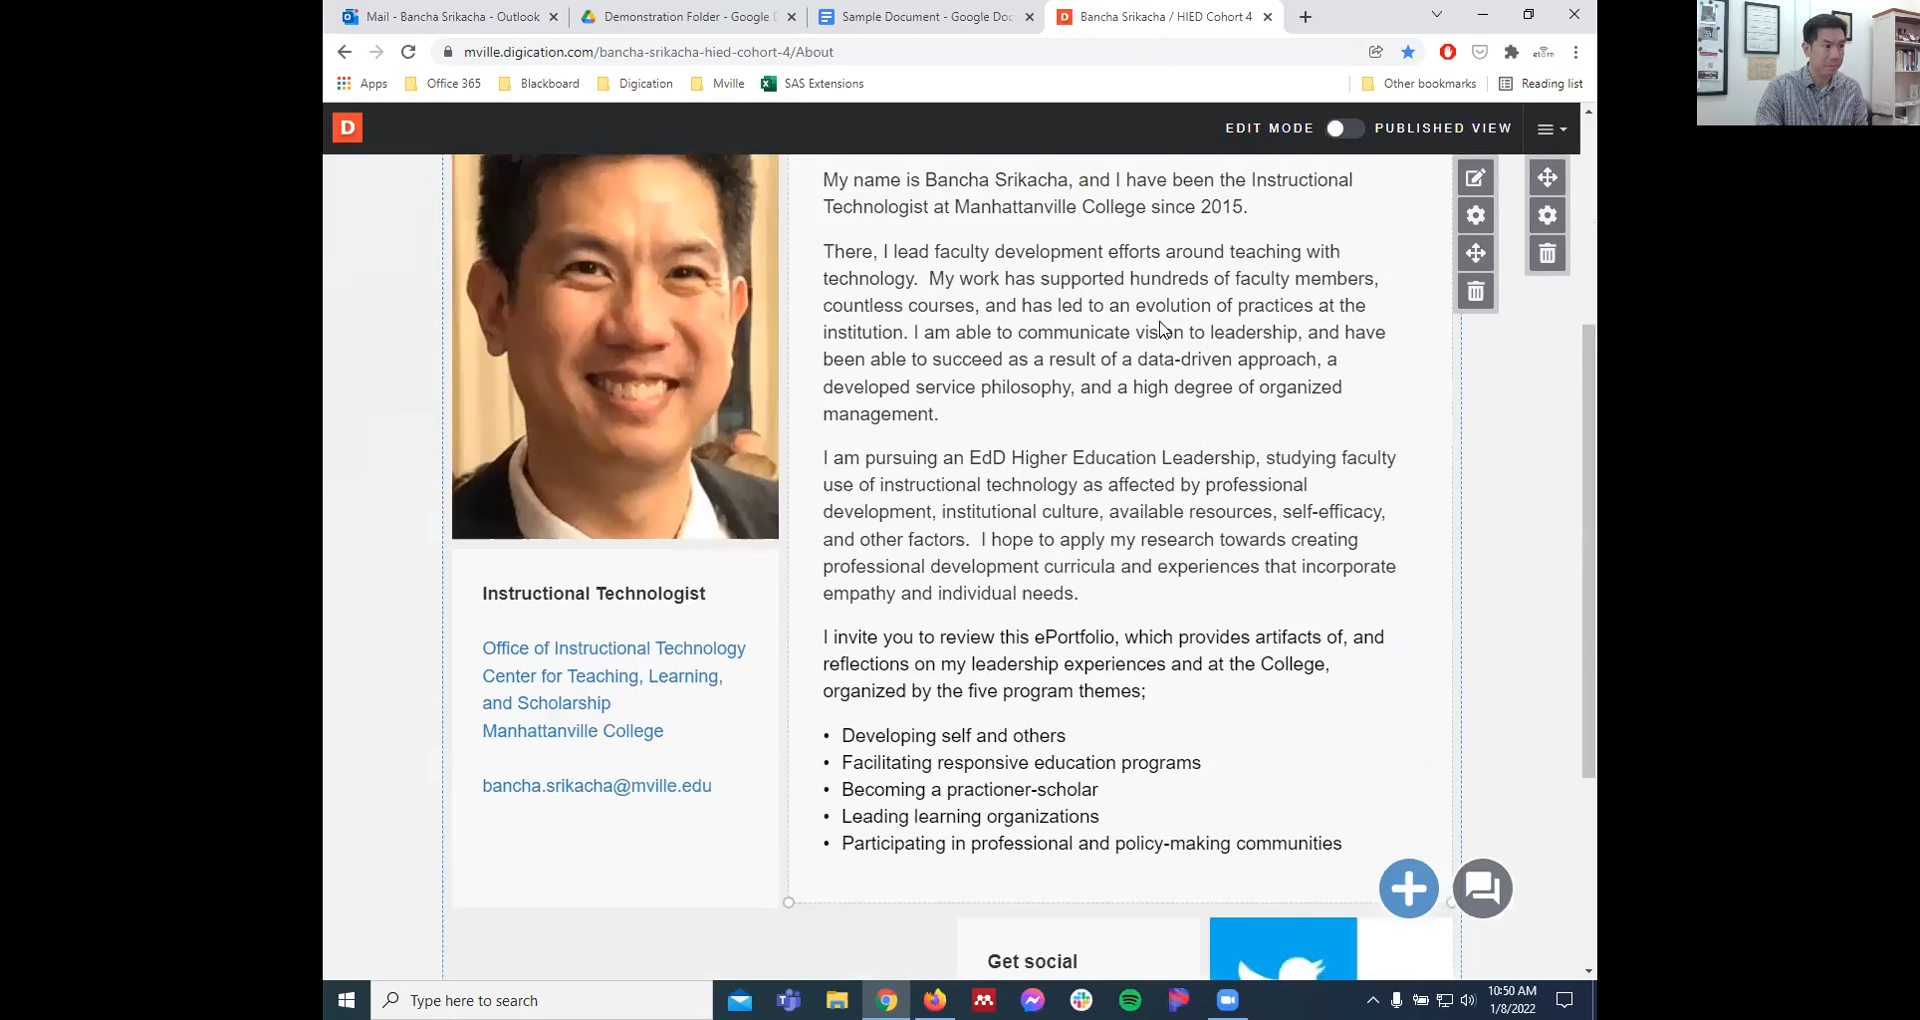 Mail - Bancha Srikacha - Outlook
Demonstration Folder - Google D
Sample Document - Google Doc
Bancha Srikacha / HIED Cohort 4
mville.digication.com/bancha-srikacha-hied-cohort-4/About
Apps
Office 365
Blackboard
Digication
Mville
SAS Extensions
Other bookmarks
Reading list
D
EDIT MODE
PUBLISHED VIEW
My name is Bancha Srikacha, and I have been the Instructional
Technologist at Manhattanville College since 2015.
There, I lead faculty development efforts around teaching with
technology.  My work has supported hundreds of faculty members,
countless courses, and has led to an evolution of practices at the
institution. I am able to communicate vision to leadership, and have
been able to succeed as a result of a data-driven approach, a
developed service philosophy, and a high degree of organized
management.
I am pursuing an EdD Higher Education Leadership, studying faculty
use of instructional technology as affected by professional
development, institutional culture, available resources, self-efficacy,
and other factors.  I hope to apply my research towards creating
professional development curricula and experiences that incorporate
empathy and individual needs.
I invite you to review this ePortfolio, which provides artifacts of, and
reflections on my leadership experiences and at the College,
organized by the five program themes;
• Developing self and others
• Facilitating responsive education programs
• Becoming a practioner-scholar
• Leading learning organizations
• Participating in professional and policy-making communities
Instructional Technologist
Office of Instructional Technology
Center for Teaching, Learning,
and Scholarship
Manhattanville College
bancha.srikacha@mville.edu
Get social
Type here to search
10:50 AM
1/8/2022